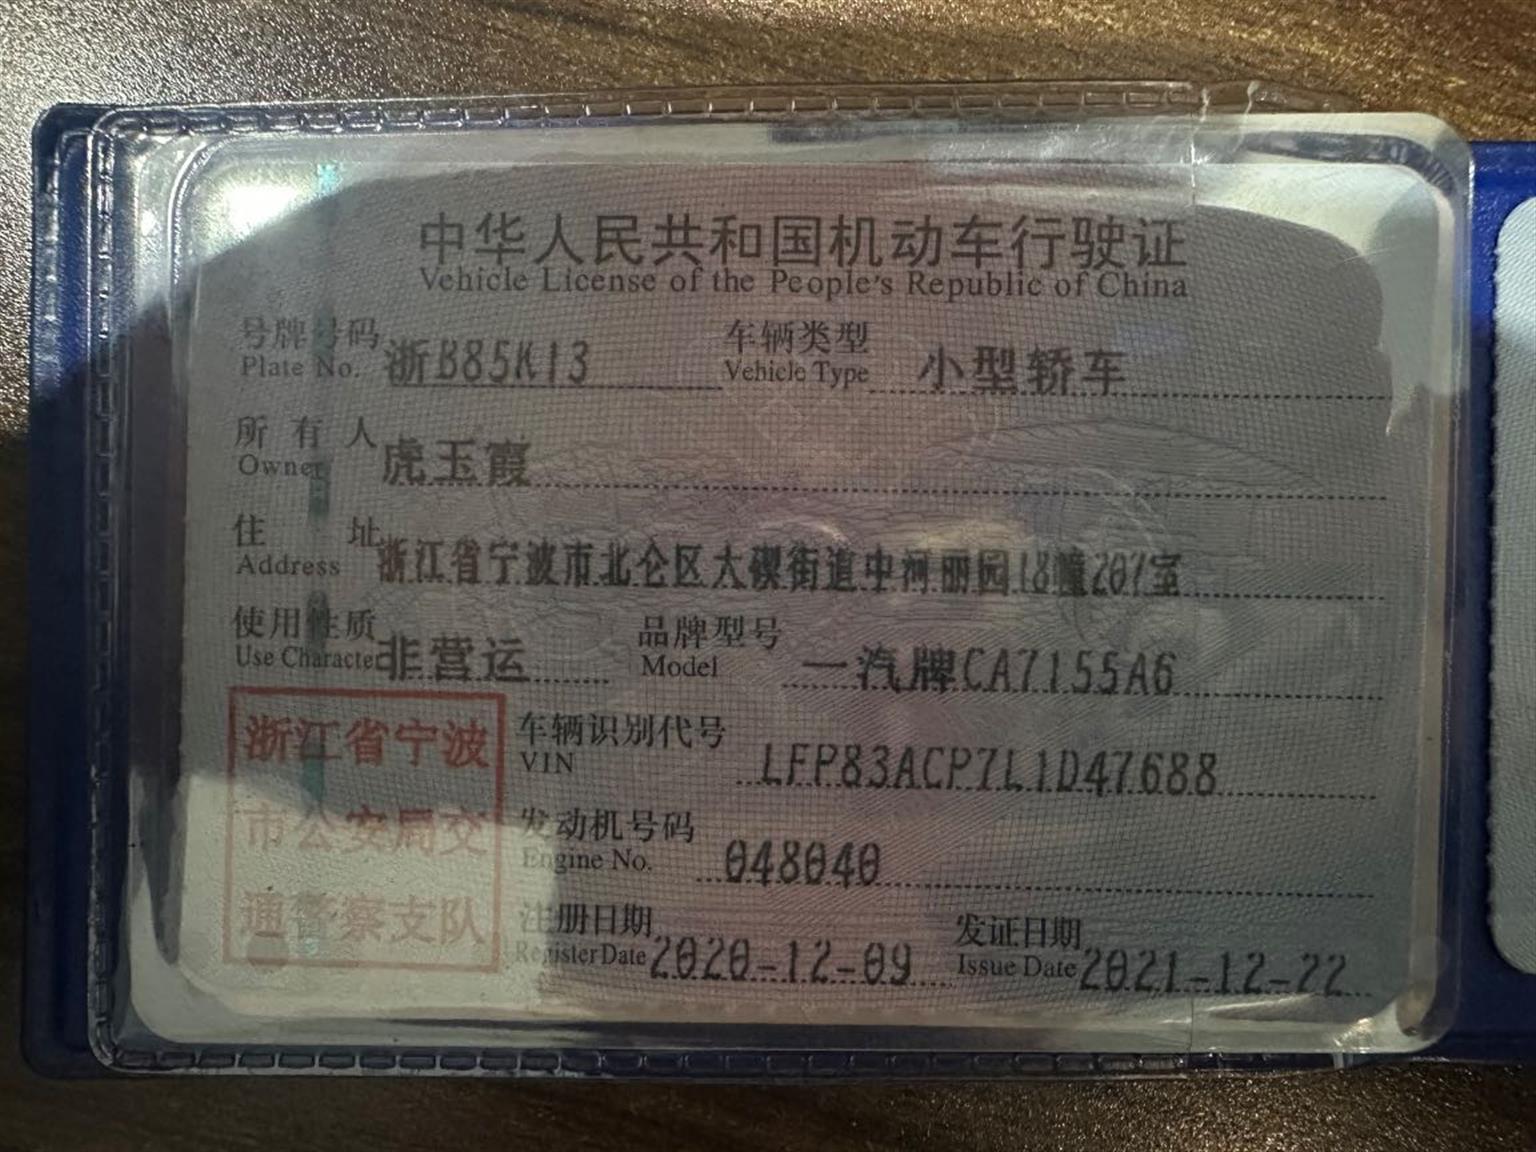 中华人民共和国机动车行驶证
Vehicle License of the People's Republic of China
号牌号码 浙B85K13 车辆类型 小型轿车
Plate No. Vehicle Type
所有人 虎玉霞
Owner
住址 浙江省宁波市北仑区大碶街道中河丽园18幢207室
Address
使用性质 非营运 品牌型号 一汽牌CA7155A6
Use Character Model
浙江省宁波
市公安局交
通警察支队
车辆识别代号 LFP83ACP7L1D47688
VIN
发动机号码 048040
Engine No.
注册日期 2020-12-09 发证日期 2021-12-22
Register Date Issue Date